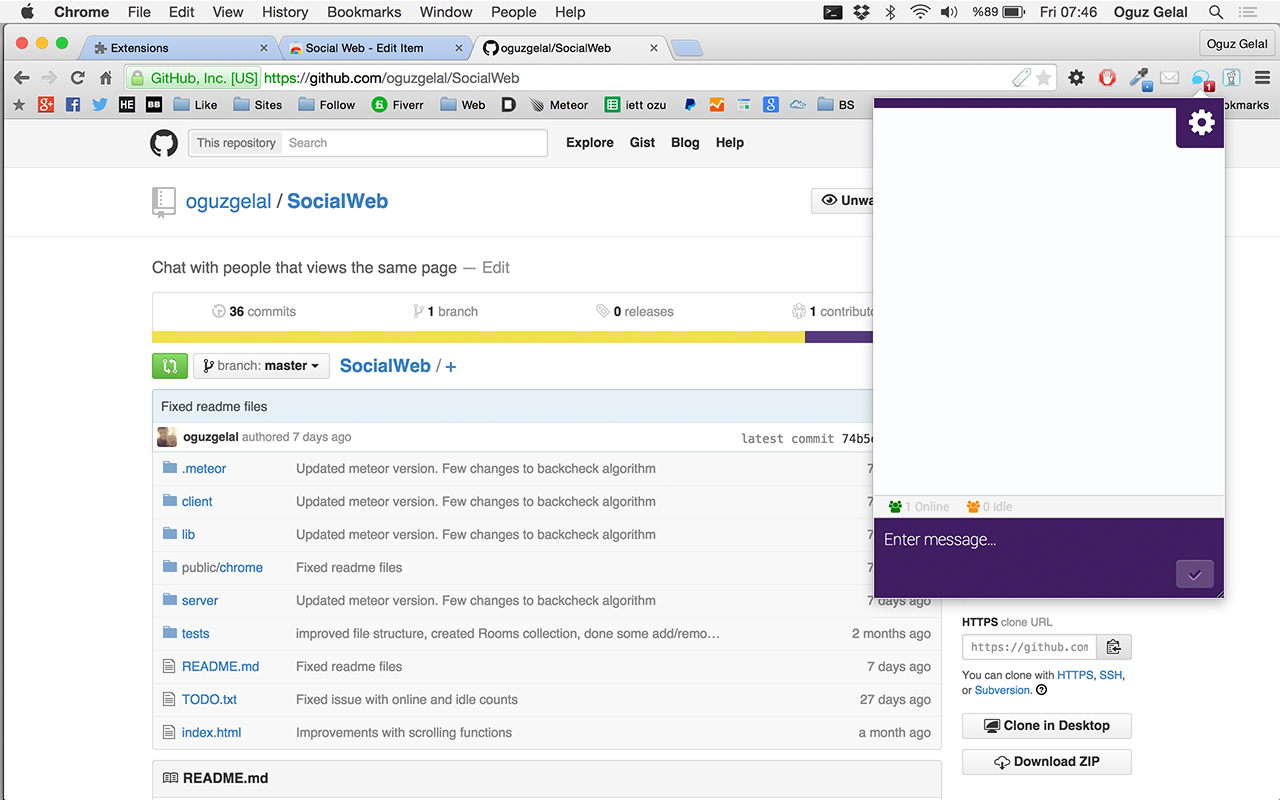 Chrome File Edit View History Bookmarks Window People Help %89 Fri 07:46 Oguz Gelal
Extensions Social Web - Edit Item oguzgelal/SocialWeb Oguz Gelal
GitHub, Inc. [US] https://github.com/oguzgelal/SocialWeb 1
HE BB Like Sites Follow Fiverr Web D Meteor iett ozu BS okmarks
This repository Search Explore Gist Blog Help
oguzgelal / SocialWeb Unwa
Chat with people that views the same page — Edit
36 commits 1 branch 0 releases 1 contributo
branch: master SocialWeb / +
Fixed readme files
oguzgelal authored 7 days ago latest commit 74b5
.meteor Updated meteor version. Few changes to backcheck algorithm 7
client Updated meteor version. Few changes to backcheck algorithm 7
lib Updated meteor version. Few changes to backcheck algorithm 7
public/chrome Fixed readme files 7
server Updated meteor version. Few changes to backcheck algorithm 7 days ago
tests improved file structure, created Rooms collection, done some add/remo… 2 months ago
README.md Fixed readme files 7 days ago
TODO.txt Fixed issue with online and idle counts 27 days ago
index.html Improvements with scrolling functions a month ago
README.md
1 Online 0 Idle
Enter message...
HTTPS clone URL
https://github.com
You can clone with HTTPS, SSH,
or Subversion.
Clone in Desktop
Download ZIP